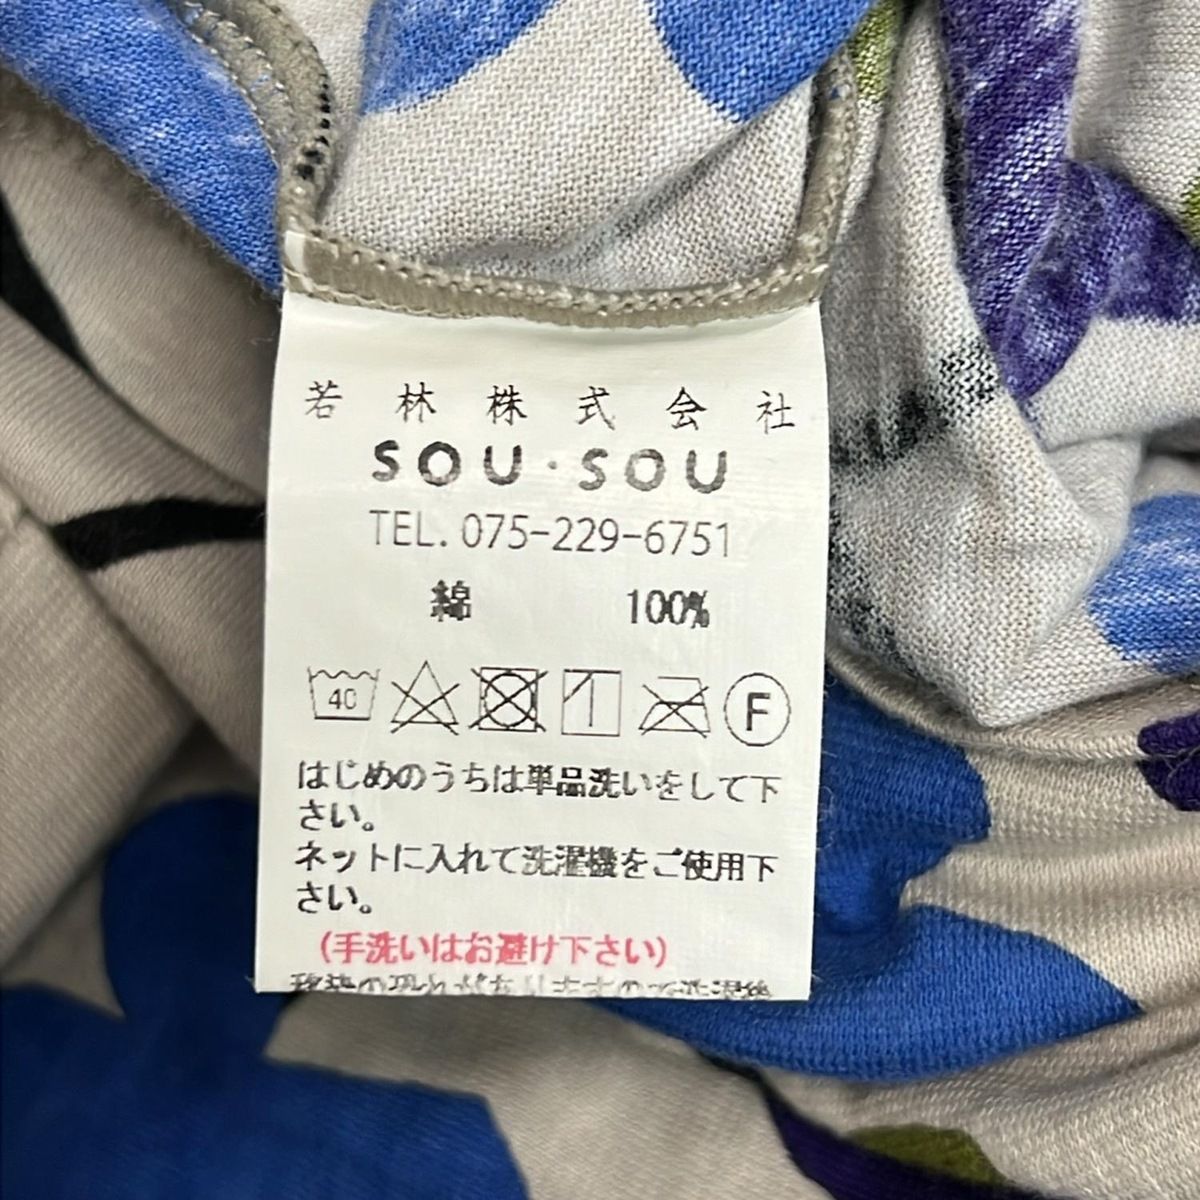 若林株式会社
SOU・SOU
TEL. 075-229-6751
綿 100%
40 F
はじめのうちは単品洗いをして下
さい。
ネットに入れて洗濯機をご使用下
さい。
(手洗いはお避け下さい)